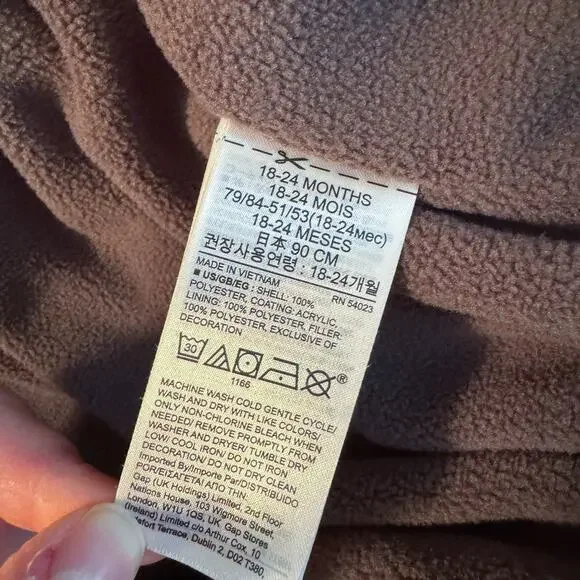 18-24 MONTHS
18-24 MOIS
79/84-51/53(18-24мес)
18-24 MESES
日本 90 CM
권장사용연령 : 18-24개월
MADE IN VIETNAM
RN 54023
■ US/GB/EG : SHELL: 100%
POLYESTER, COATING: ACRYLIC,
LINING: 100% POLYESTER, FILLER:
100% POLYESTER, EXCLUSIVE OF
DECORATION
30
®
1166
MACHINE WASH COLD GENTLE CYCLE/
WASH AND DRY WITH LIKE COLORS/
ONLY NON-CHLORINE BLEACH WHEN
NEEDED/ REMOVE PROMPTLY FROM
WASHER AND DRYER/ TUMBLE DRY
LOW/ COOL IRON/ DO NOT IRON
DECORATION/ DO NOT DRY CLEAN
Imported By/Importe Par/DISTRIBUIDO
POR/ΕΙΣΑΓΕΤΑΙ ΑΠΟ ΤΗΝ:
Gap (UK Holdings) Limited, 2nd Floor
Nations House, 103 Wigmore Street,
London, W1U 1QS, UK Gap Stores
(Ireland) Limited c/o Arthur Cox, 10
Terrace, Dublin 2, D02 T380,